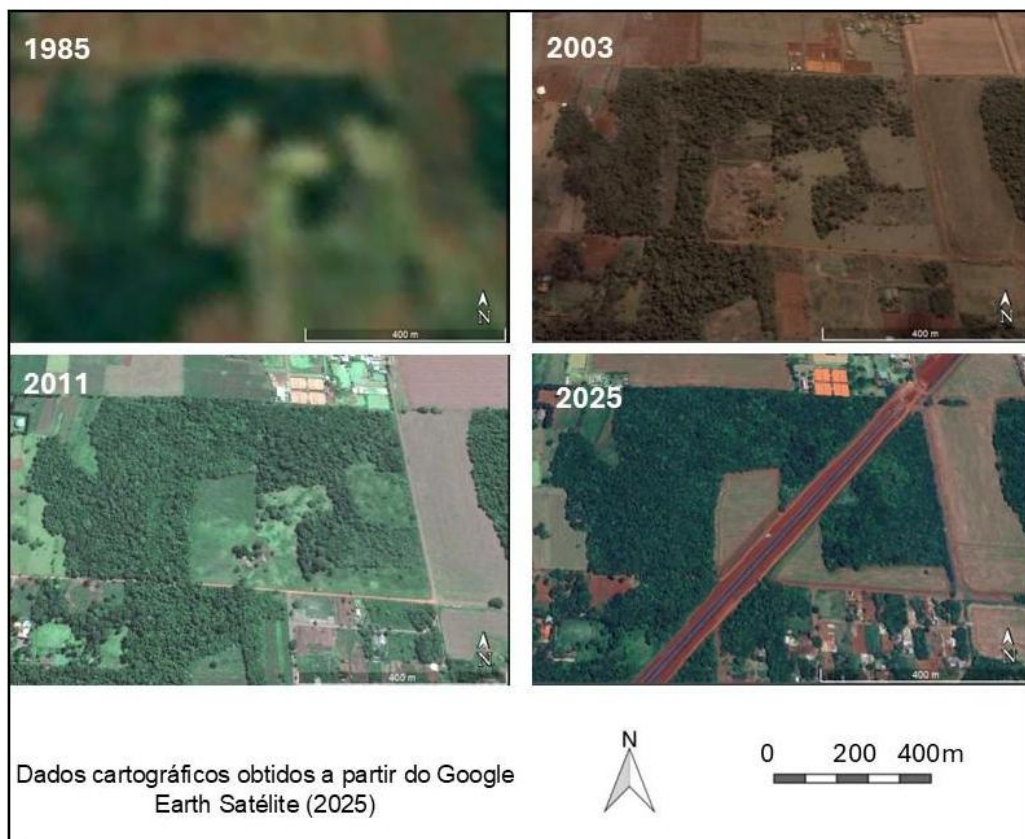 1985
N
400 m
2003
N
400 m
2011
N
400 m
2025
N
400 m
Dados cartográficos obtidos a partir do Google
Earth Satélite (2025)
N
0 200 400m